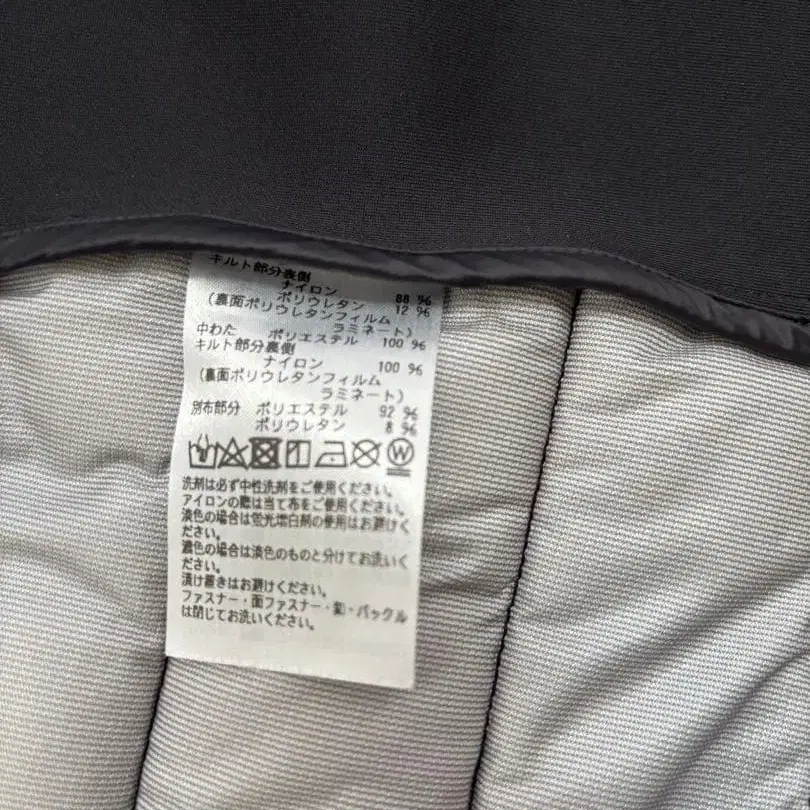 キルト部分裏側
ナイロン 88 %
ポリウレタン 12 %
(裏面ポリウレタンフィルム
ラミネート)
中わた ポリエステル 100 %
キルト部分裏側
ナイロン 100 %
(裏面ポリウレタンフィルム
ラミネート)
別布部分 ポリエステル 92 %
ポリウレタン 8 %
W
洗剤は必ず中性洗剤をご使用ください。
アイロンの際は当て布をご使用ください。
淡色の場合は蛍光増白剤の使用はお避けく
ださい。
濃色の場合は淡色のものと分けてお洗いく
ださい。
漬け置きはお避けください。
ファスナー・面ファスナー・釦・バックル
は閉じてお洗いください。